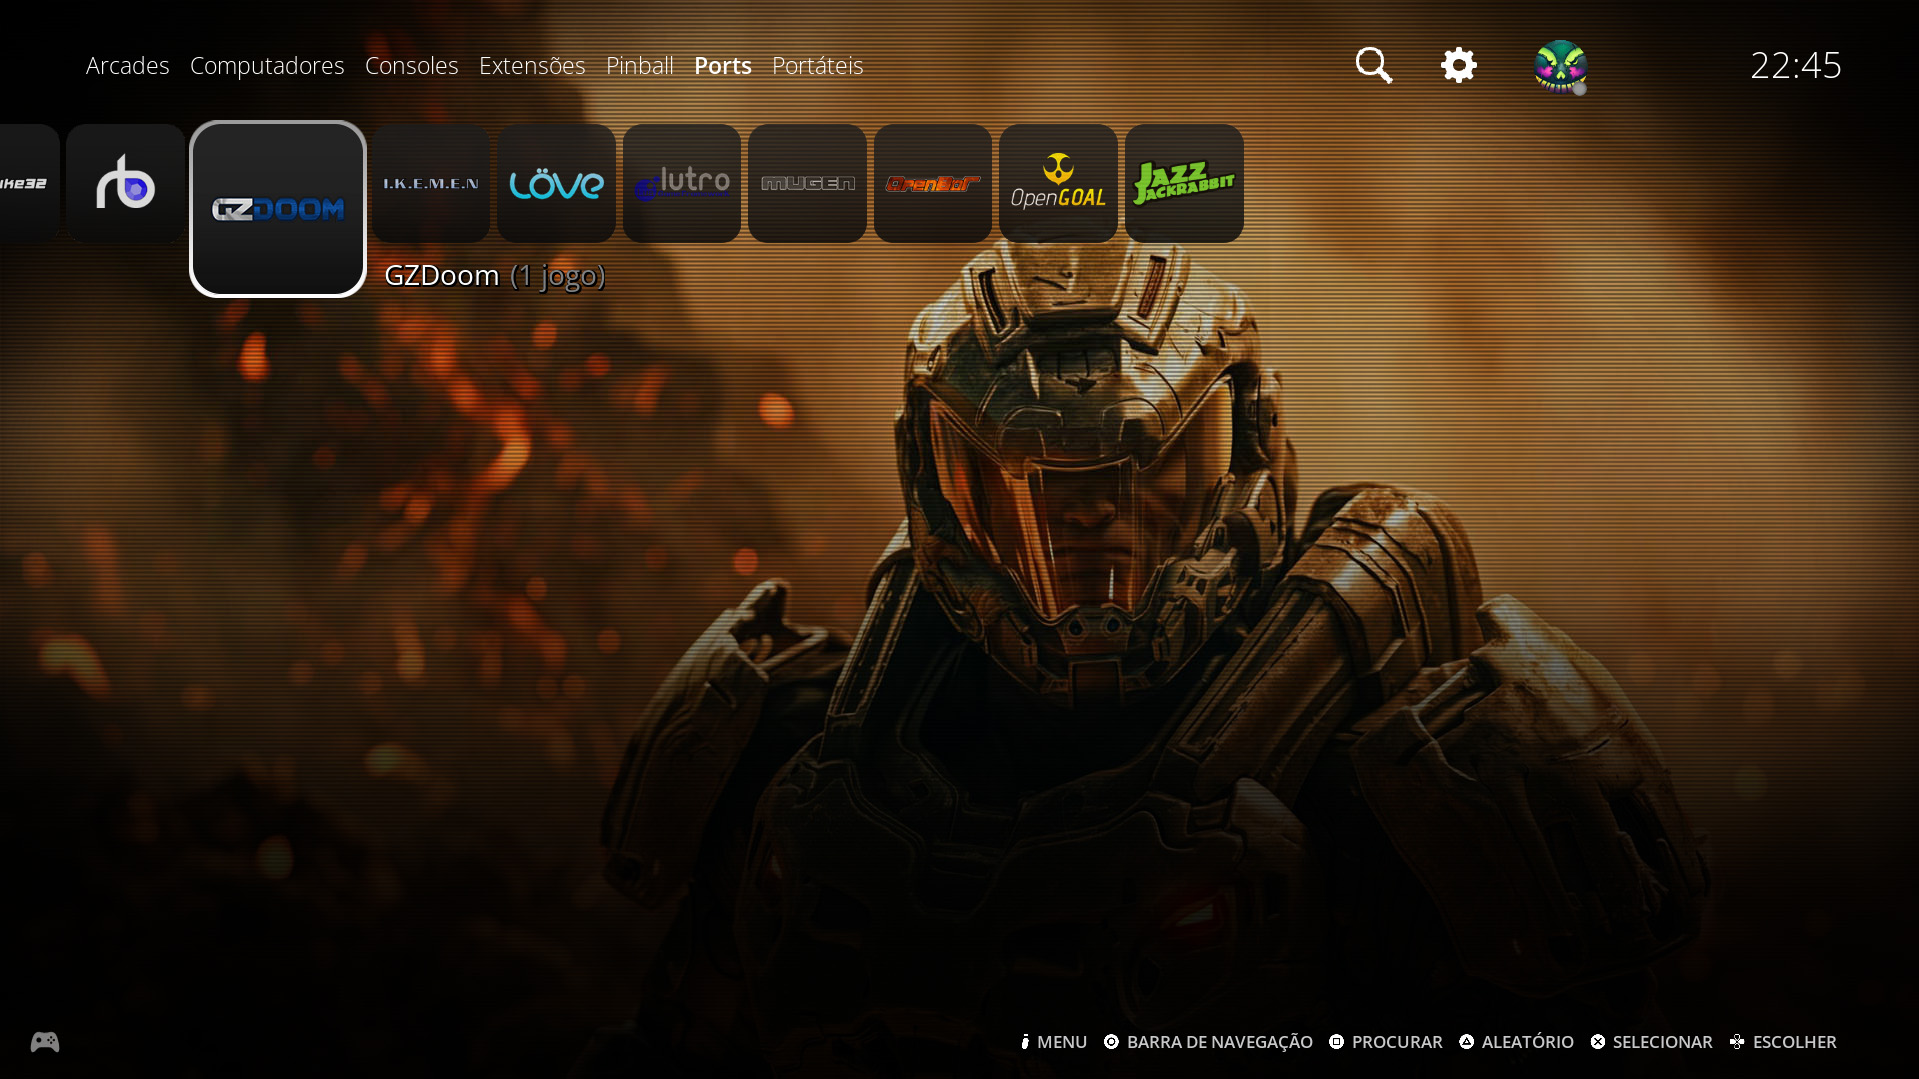 Arcades Computadores Consoles Extensões Pinball Ports Portáteis
22:45
GZDOOM
I.K.E.M.E.N
LÖVE
lutro
MUGEN
OpenBOR
OpenGOAL
JAZZ
JACKRABBIT
GZDoom (1 jogo)
MENU BARRA DE NAVEGAÇÃO PROCURAR ALEATÓRIO SELECIONAR ESCOLHER